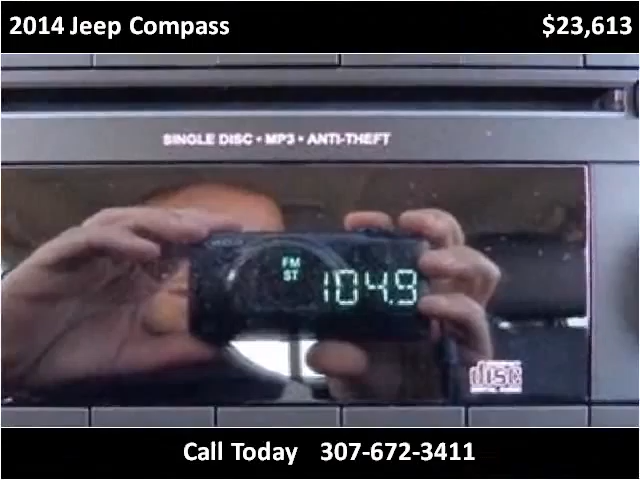 2014 Jeep Compass $23,613
SINGLE DISC • MP3 • ANTI-THEFT
FM
ST
104.9
disc
Call Today 307-672-3411